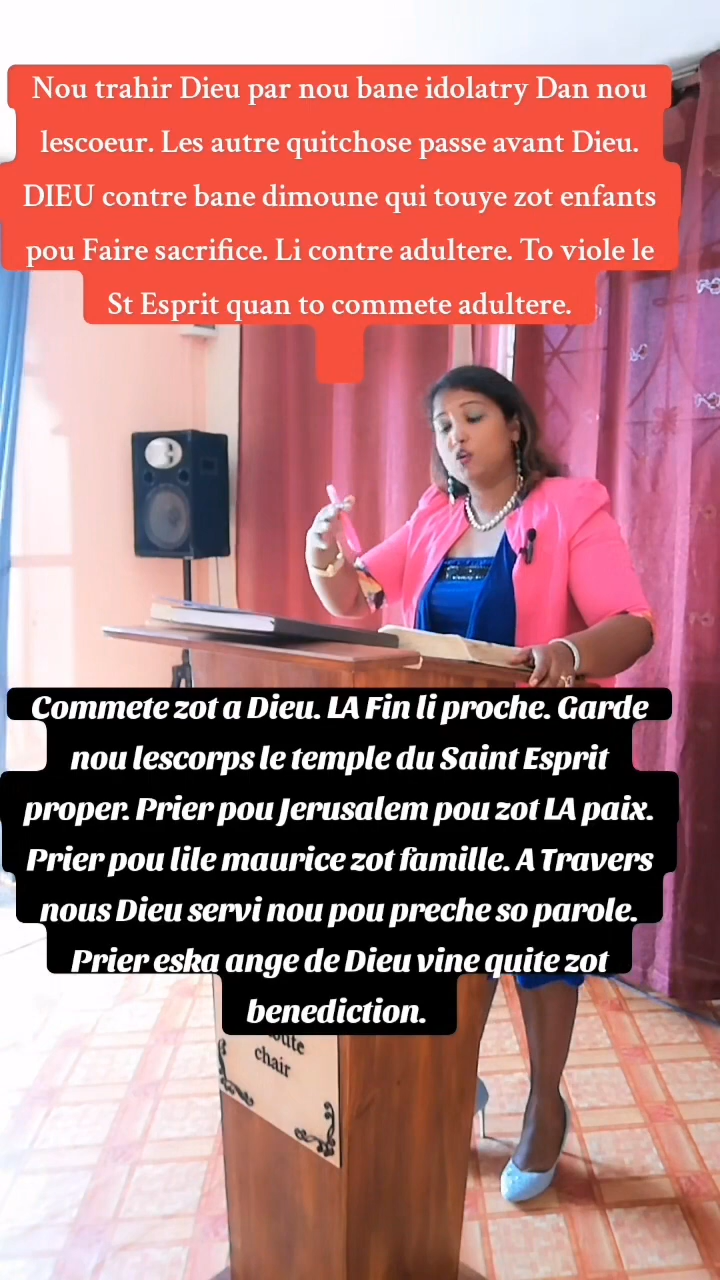 Nou trahir Dieu par nou bane idolatry Dan nou
lescoeur. Les autre quitchose passe avant Dieu.
DIEU contre bane dimoune qui touye zot enfants
pou Faire sacrifice. Li contre adultere. To viole le
St Esprit quan to commete adultere.
Commete zot a Dieu. LA Fin li proche. Garde
nou lescorps le temple du Saint Esprit
proper. Prier pou Jerusalem pou zot LA paix.
Prier pou lile maurice zot famille. A Travers
nous Dieu servi nou pou preche so parole.
Prier eska ange de Dieu vine quite zot
benediction.
chair